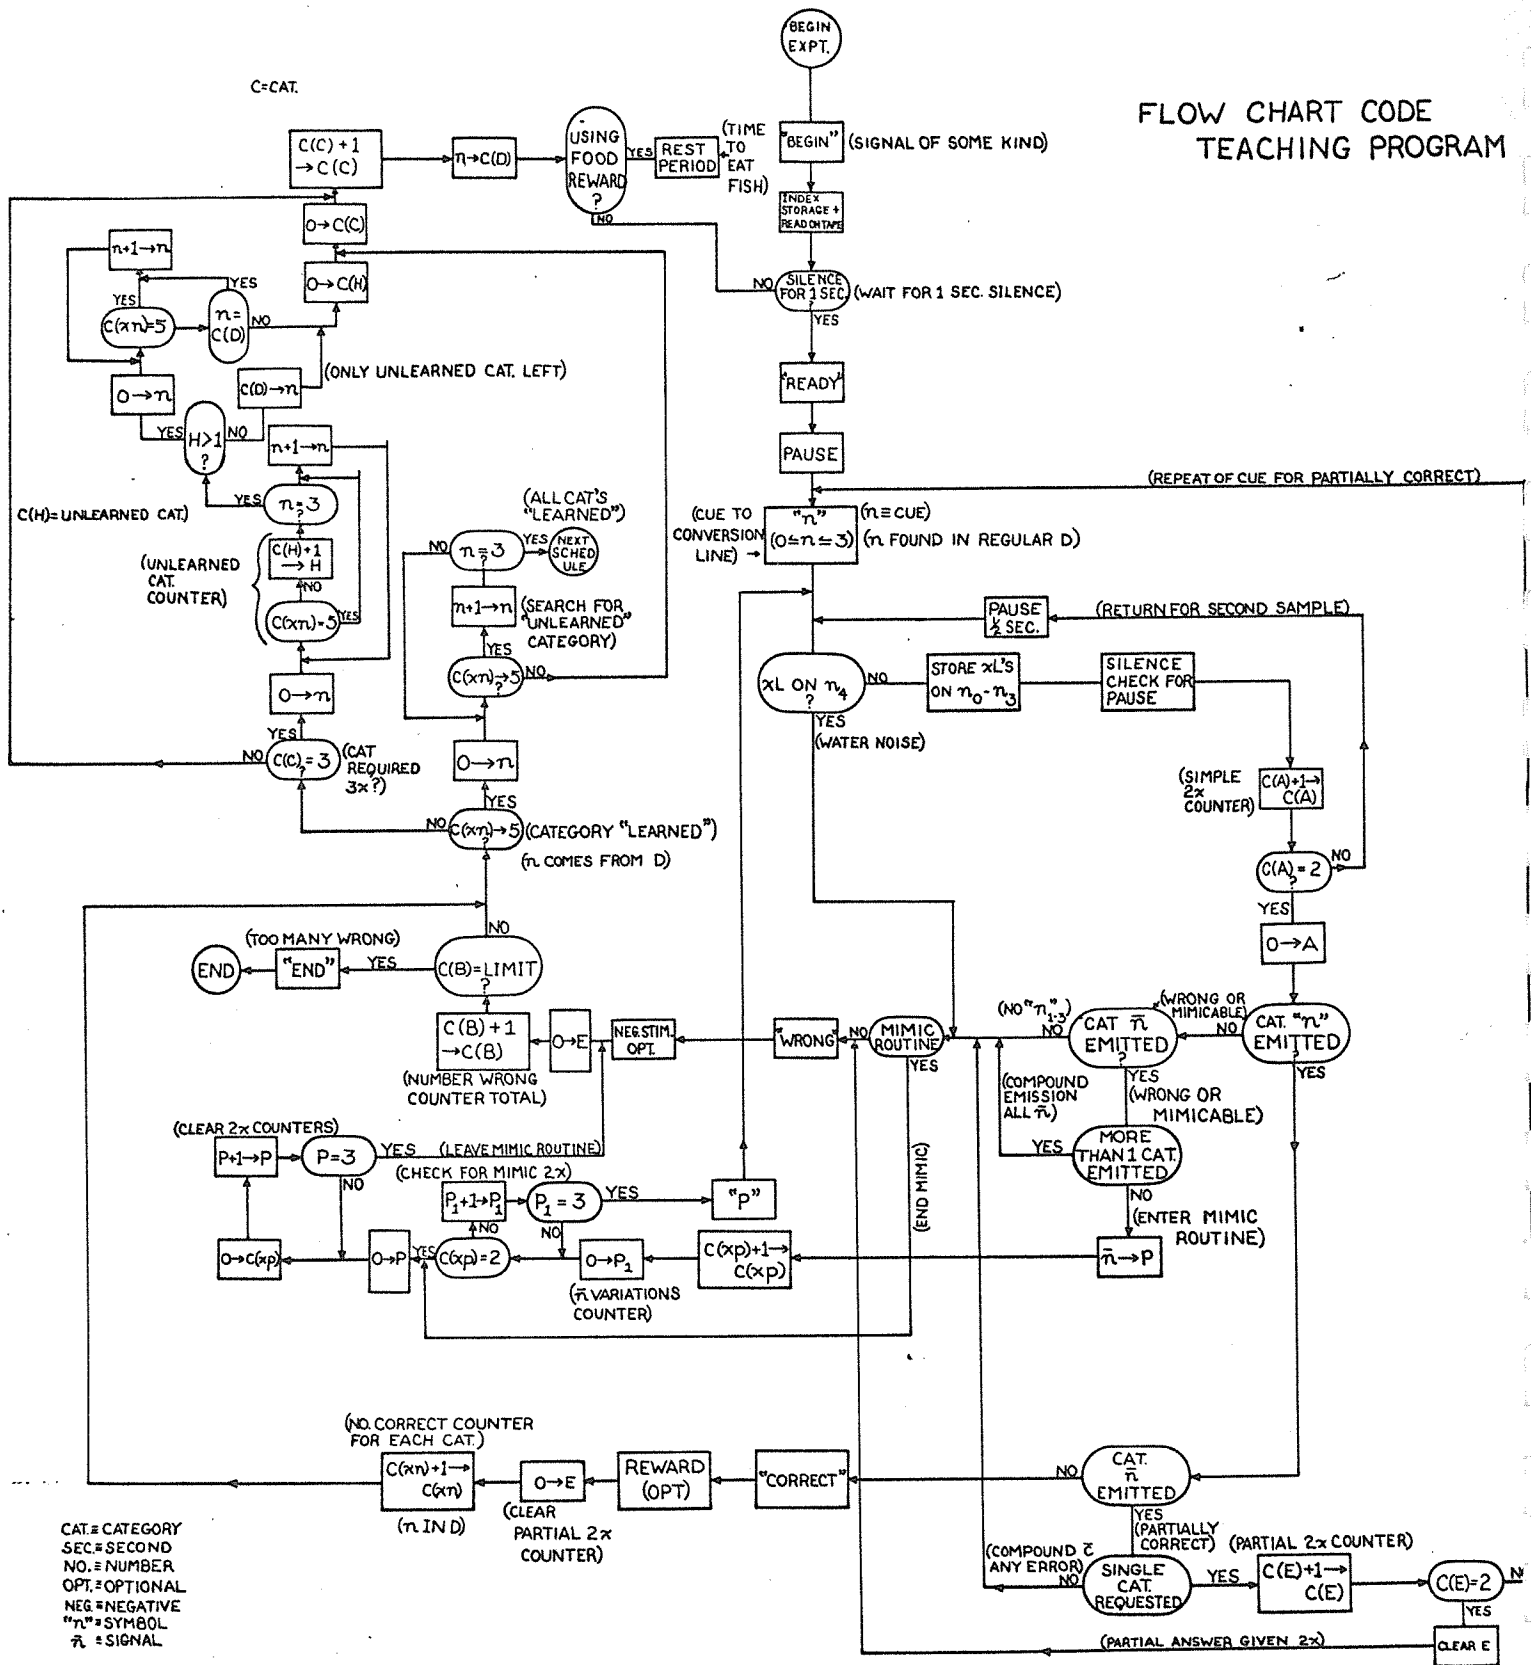 BEGIN
EXPT.
C=CAT.
FLOW CHART CODE
TEACHING PROGRAM
C(C)+1
→C(C)
n→C(D)
USING
FOOD
REWARD
?
YES
NO
REST
PERIOD
(TIME
TO
EAT
FISH)
"BEGIN"
(SIGNAL OF SOME KIND)
INDEX
STORAGE +
READ ON TAPE
O→C(C)
n+1→n
YES
O→C(H)
NO
SILENCE
FOR 1 SEC.
?
(WAIT FOR 1 SEC. SILENCE)
YES
YES
C(xn)=5
n=
C(D)
NO
(ONLY UNLEARNED CAT. LEFT)
"READY"
O→n
C(D)→n
YES
H>1
?
NO
n+1→n
PAUSE
(REPEAT OF CUE FOR PARTIALLY CORRECT)
C(H)=UNLEARNED CAT.)
YES
n=3
?
(ALL CAT'S
"LEARNED")
(CUE TO
CONVERSION
LINE) →
"n"
(O≤n≤3)
(n≡CUE)
(n FOUND IN REGULAR D)
C(H)+1
→H
(UNLEARNED
CAT.
COUNTER)
NO
n=3
?
YES
NEXT
SCHED
ULE
NO
C(xn)=5
YES
n+1→n
(SEARCH FOR
"UNLEARNED"
CATEGORY)
PAUSE
½ SEC.
(RETURN FOR SECOND SAMPLE)
YES
C(xn)→5
?
NO
xL ON n4
?
NO
STORE xL'S
ON n0-n3
SILENCE
CHECK FOR
PAUSE
O→n
YES
(WATER NOISE)
YES
NO
C(C)=3
?
(CAT
REQUIRED
3x?)
O→n
(SIMPLE
2x
COUNTER)
C(A)+1→
C(A)
YES
NO
C(xn)→5
?
(CATEGORY "LEARNED")
(n COMES FROM D)
C(A)=2
?
NO
YES
NO
(TOO MANY WRONG)
END
"END"
YES
C(B)=LIMIT
?
O→A
C(B)+1
→C(B)
(NUMBER WRONG
COUNTER TOTAL)
O→E
NEG.STIM.
OPT.
"WRONG"
NO
MIMIC
ROUTINE
YES
(NO "n"1-3)
NO
CAT n̄
EMITTED
?
(WRONG OR
MIMICABLE)
NO
CAT. "n"
EMITTED
?
YES
(COMPOUND
EMISSION
ALL n̄)
YES
(WRONG OR
MIMICABLE)
YES
MORE
THAN 1 CAT.
EMITTED
NO
(ENTER MIMIC
ROUTINE)
(CLEAR 2x COUNTERS)
P+1→P
P=3
YES
(LEAVE MIMIC ROUTINE)
NO
(CHECK FOR MIMIC 2x)
P1+1→P1
P1=3
YES
"P"
(END MIMIC)
NO
NO
O→C(xp)
O→P
YES
C(xp)=2
O→P1
C(xp)+1→
C(xp)
n̄→P
(n̄ VARIATIONS
COUNTER)
(NO. CORRECT COUNTER
FOR EACH CAT.)
C(xn)+1→
C(xn)
(n IN D)
O→E
(CLEAR
PARTIAL 2x
COUNTER)
REWARD
(OPT)
"CORRECT"
NO
CAT.
n̄
EMITTED
YES
(PARTIALLY
CORRECT)
(COMPOUND c̄
ANY ERROR)
NO
SINGLE
CAT.
REQUESTED
YES
(PARTIAL 2x COUNTER)
C(E)+1→
C(E)
C(E)=2
YES
CLEAR E
(PARTIAL ANSWER GIVEN 2x)
CAT.≡CATEGORY
SEC.≡SECOND
NO.≡NUMBER
OPT.≡OPTIONAL
NEG.≡NEGATIVE
"n"≡SYMBOL
n̄ ≡SIGNAL